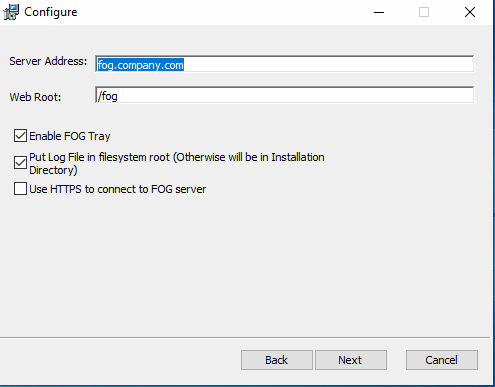 Configure
Server Address: fog.company.com
Web Root: /fog
Enable FOG Tray
Put Log File in filesystem root (Otherwise will be in Installation
Directory)
Use HTTPS to connect to FOG server
Back Next Cancel